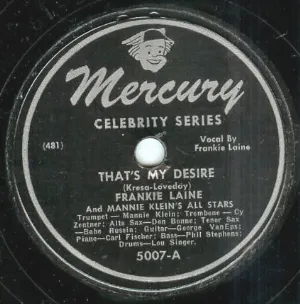 Mercury
CELEBRITY SERIES
(481)
Vocal By
Frankie Laine
THAT'S MY DESIRE
(Kresa-Loveday)
FRANKIE LAINE
And MANNIE KLEIN'S ALL STARS
Trumpet—Mannie Klein; Trombone—Cy
Zentner; Alto Sax—Don Bonne; Tenor Sax
—Babe Russin; Guitar—George VanEps;
Piano—Carl Fischer; Bass—Phil Stephens;
Drums—Lou Singer.
5007-A